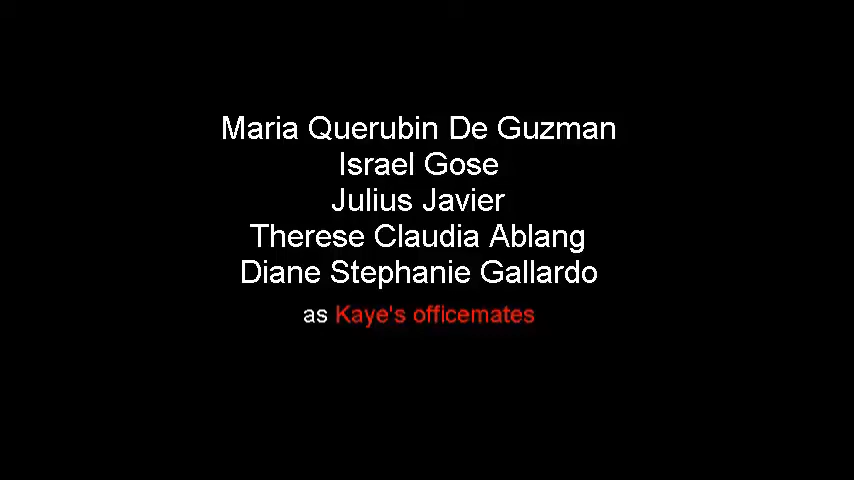 Maria Querubin De Guzman
Israel Gose
Julius Javier
Therese Claudia Ablang
Diane Stephanie Gallardo
as Kaye's officemates